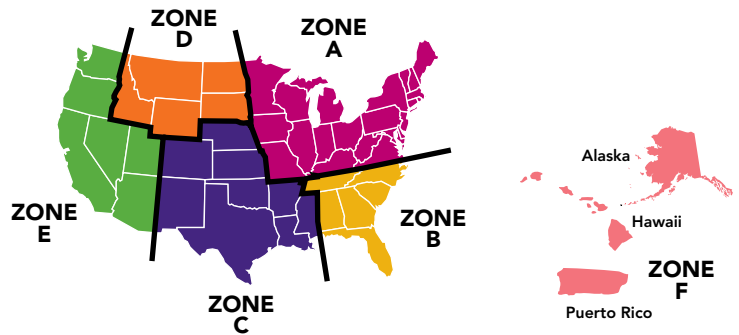 ZONE
D
ZONE
A
ZONE
E
ZONE
B
ZONE
C
Alaska
Hawaii
ZONE
F
Puerto Rico